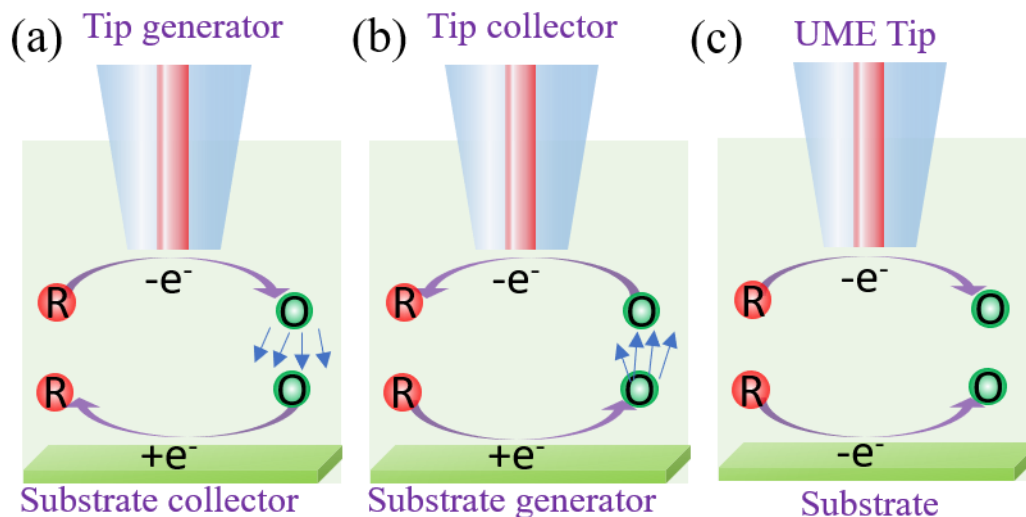 (a) Tip generator
(b) Tip collector
(c) UME Tip
-e⁻
R O
R O
+e⁻
Substrate collector
-e⁻
R O
R O
+e⁻
Substrate generator
-e⁻
R O
R O
-e⁻
Substrate